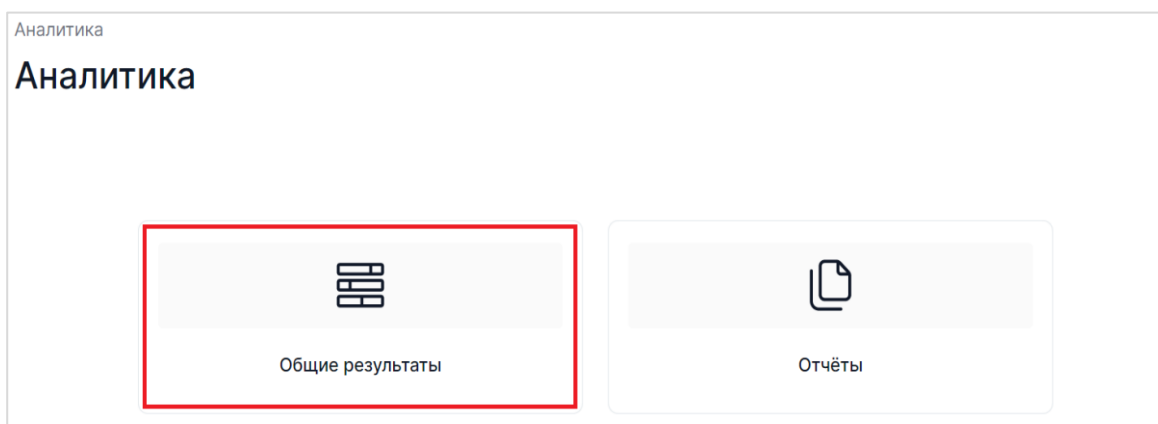 Аналитика
Аналитика
Общие результаты
Отчёты